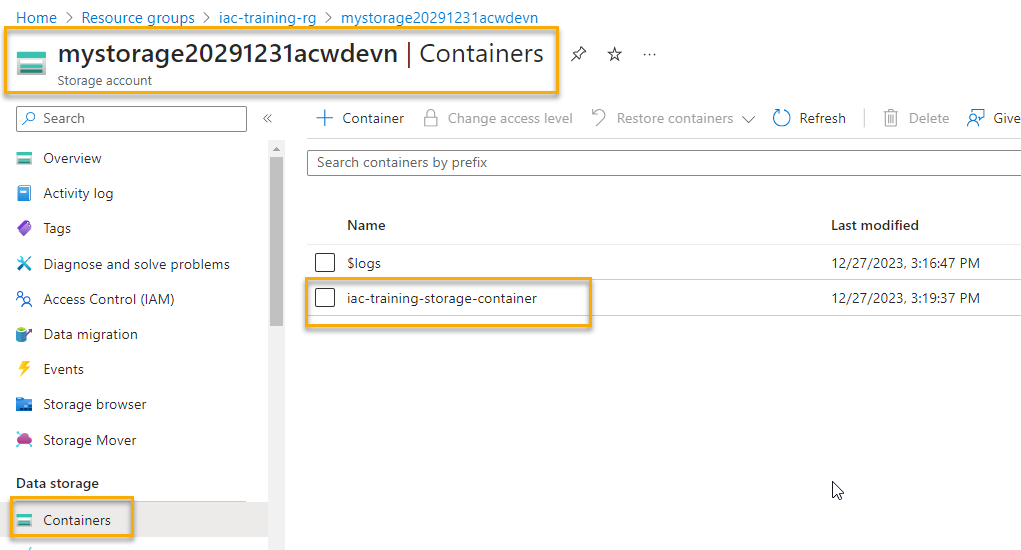 Home > Resource groups > iac-training-rg > mystorage20291231acwdevn
mystorage20291231acwdevn | Containers
Storage account
Search
Container Change access level Restore containers Refresh Delete Give
Search containers by prefix
Overview
Activity log
Tags
Diagnose and solve problems
Access Control (IAM)
Data migration
Events
Storage browser
Storage Mover
Data storage
Containers
Name Last modified
$logs 12/27/2023, 3:16:47 PM
iac-training-storage-container 12/27/2023, 3:19:37 PM